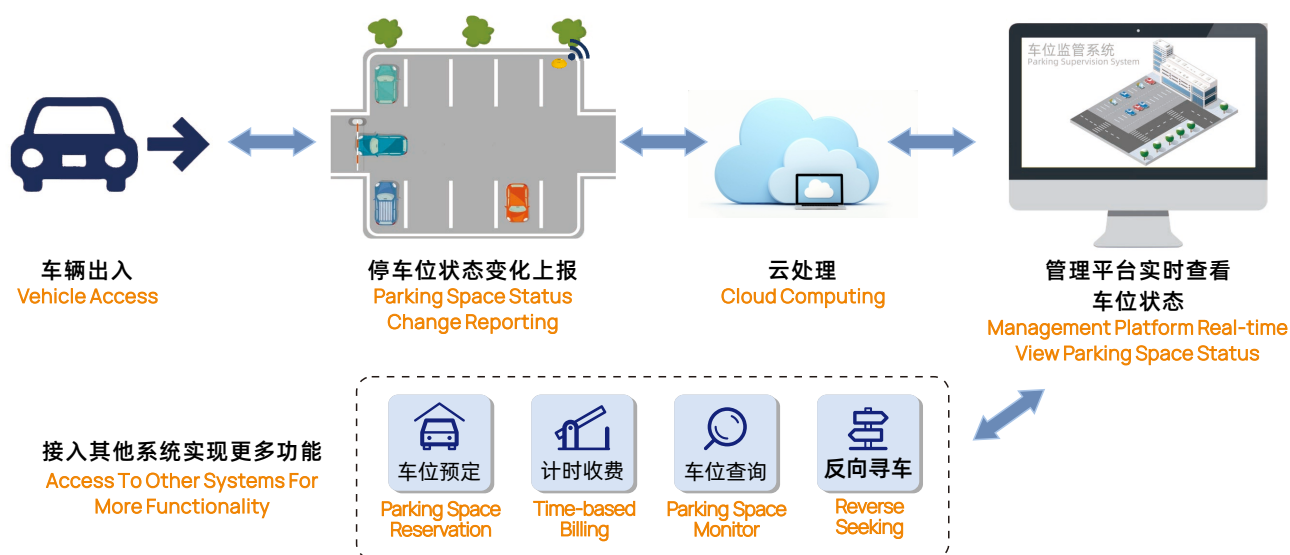 车位监管系统
Parking Supervision System
车辆出入
Vehicle Access
停车位状态变化上报
Parking Space Status
Change Reporting
云处理
Cloud Computing
管理平台实时查看
车位状态
Management Platform Real-time
View Parking Space Status
接入其他系统实现更多功能
Access To Other Systems For
More Functionality
车位预定
Parking Space
Reservation
计时收费
Time-based
Billing
车位查询
Parking Space
Monitor
反向寻车
Reverse
Seeking